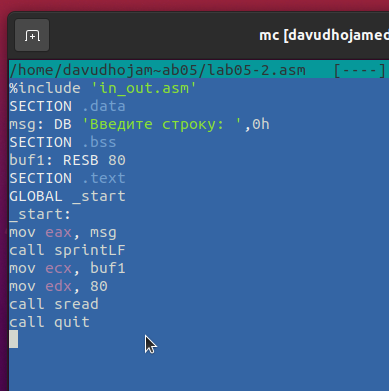 mc [davudhojamed
/home/davudhojam~ab05/lab05-2.asm [----]
%include 'in_out.asm'
SECTION .data
msg: DB 'Введите строку: ',0h
SECTION .bss
buf1: RESB 80
SECTION .text
GLOBAL _start
_start:
mov eax, msg
call sprintLF
mov ecx, buf1
mov edx, 80
call sread
call quit